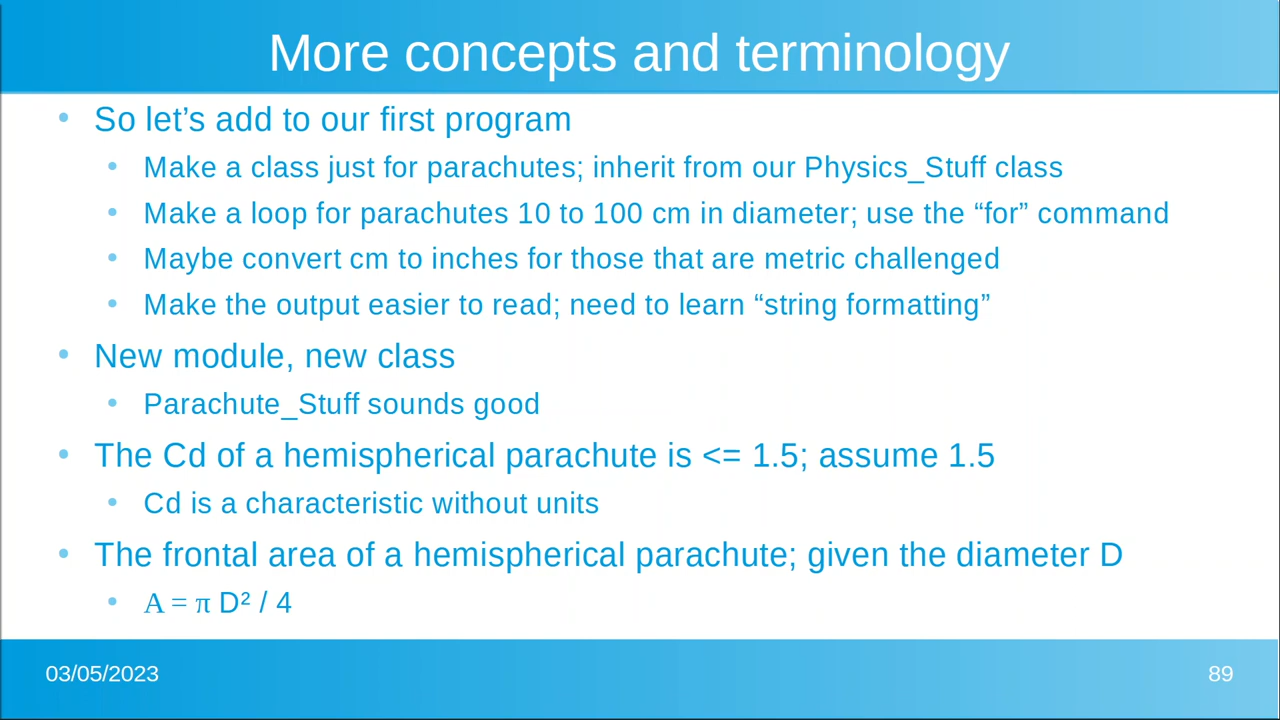 More concepts and terminology
• So let’s add to our first program
• Make a class just for parachutes; inherit from our Physics_Stuff class
• Make a loop for parachutes 10 to 100 cm in diameter; use the “for” command
• Maybe convert cm to inches for those that are metric challenged
• Make the output easier to read; need to learn “string formatting”
• New module, new class
• Parachute_Stuff sounds good
• The Cd of a hemispherical parachute is <= 1.5; assume 1.5
• Cd is a characteristic without units
• The frontal area of a hemispherical parachute; given the diameter D
• A = π D² / 4
03/05/2023
89